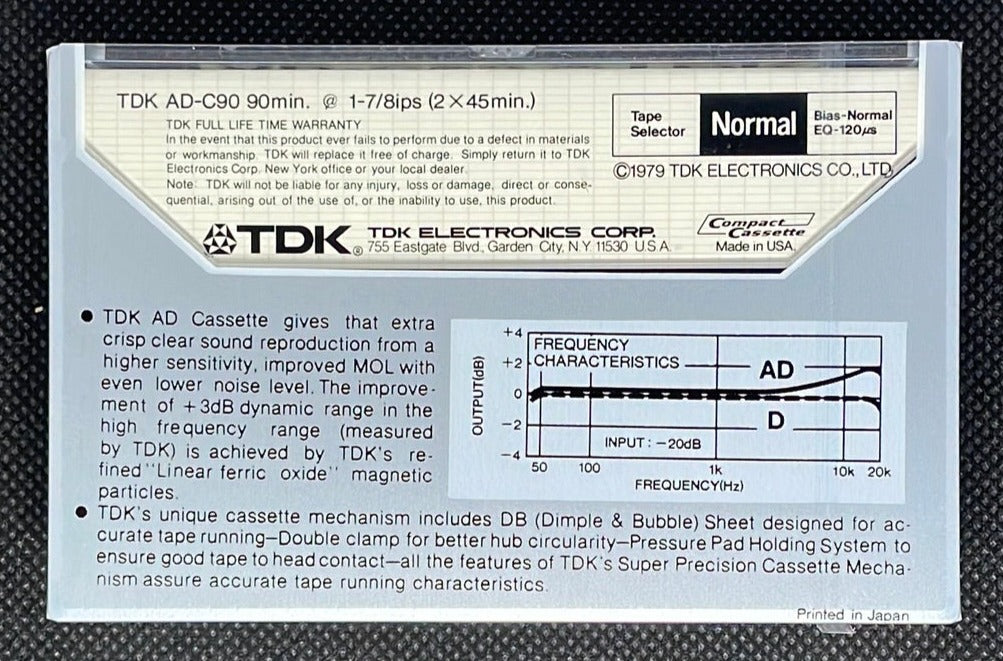 TDK AD-C90 90min. @ 1-7/8ips (2×45min.)
TDK FULL LIFE TIME WARRANTY
In the event that this product ever fails to perform due to a defect in materials
or workmanship. TDK will replace it free of charge. Simply return it to TDK
Electronics Corp. New York office or your local dealer.
Note: TDK will not be liable for any injury, loss or damage, direct or conse-
quential, arising out of the use of, or the inability to use, this product.
Tape
Selector
Normal
Bias-Normal
EQ-120µs
©1979 TDK ELECTRONICS CO., LTD.
TDK®
TDK ELECTRONICS CORP.
755 Eastgate Blvd., Garden City, N.Y. 11530 U.S.A.
Compact
Cassette
Made in USA.
● TDK AD Cassette gives that extra
crisp clear sound reproduction from a
higher sensitivity, improved MOL with
even lower noise level. The improve-
ment of +3dB dynamic range in the
high frequency range (measured
by TDK) is achieved by TDK's re-
fined "Linear ferric oxide" magnetic
particles.
OUTPUT(dB)
+4
+2
0
-2
-4
FREQUENCY
CHARACTERISTICS
AD
D
INPUT: -20dB
50 100 1k 10k 20k
FREQUENCY(Hz)
● TDK's unique cassette mechanism includes DB (Dimple & Bubble) Sheet designed for ac-
curate tape running—Double clamp for better hub circularity—Pressure Pad Holding System to
ensure good tape to head contact—all the features of TDK's Super Precision Cassette Mecha-
nism assure accurate tape running characteristics.
Printed in Japan